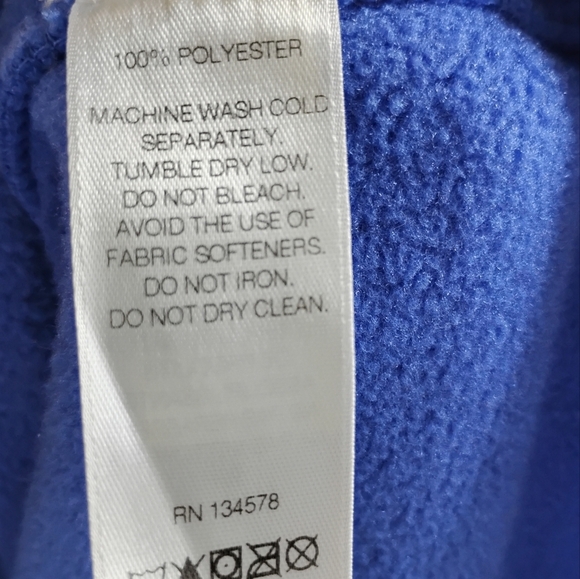 100% POLYESTER
MACHINE WASH COLD
SEPARATELY.
TUMBLE DRY LOW.
DO NOT BLEACH.
AVOID THE USE OF
FABRIC SOFTENERS.
DO NOT IRON.
DO NOT DRY CLEAN.
RN 134578